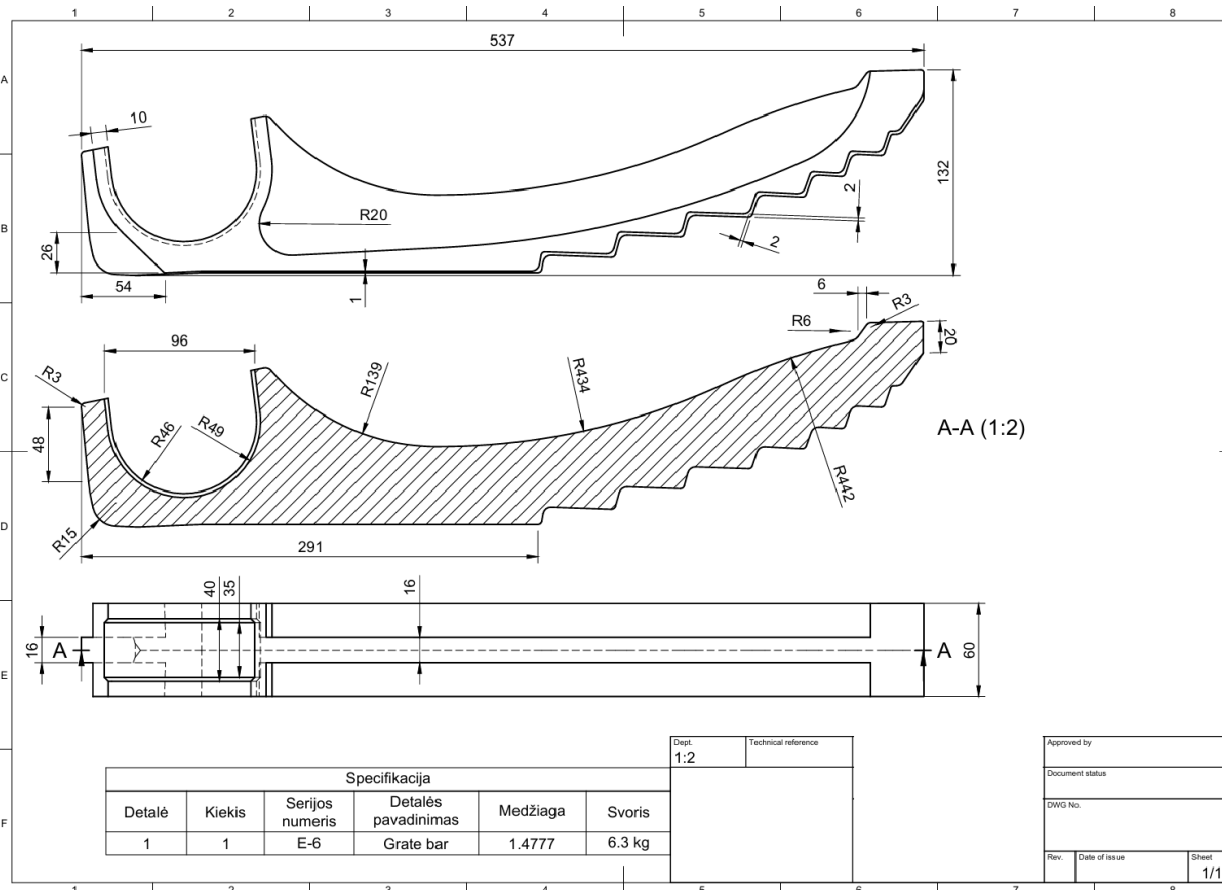 1 2 3 4 5 6 7 8
A
B
C
D
E
F
537
10
132
R20
2
2
26
54
1
6
R3
R6
20
96
R3
R139
R434
48
R46
R49
A-A (1:2)
R442
R15
291
40
35
16
16
A
A
60
Dept.
1:2
Technical reference
Approved by
Document status
DWG No.
Rev.
Date of issue
Sheet
1/1
Specifikacija
Detalė Kiekis Serijos numeris Detalės pavadinimas Medžiaga Svoris
1 1 E-6 Grate bar 1.4777 6.3 kg